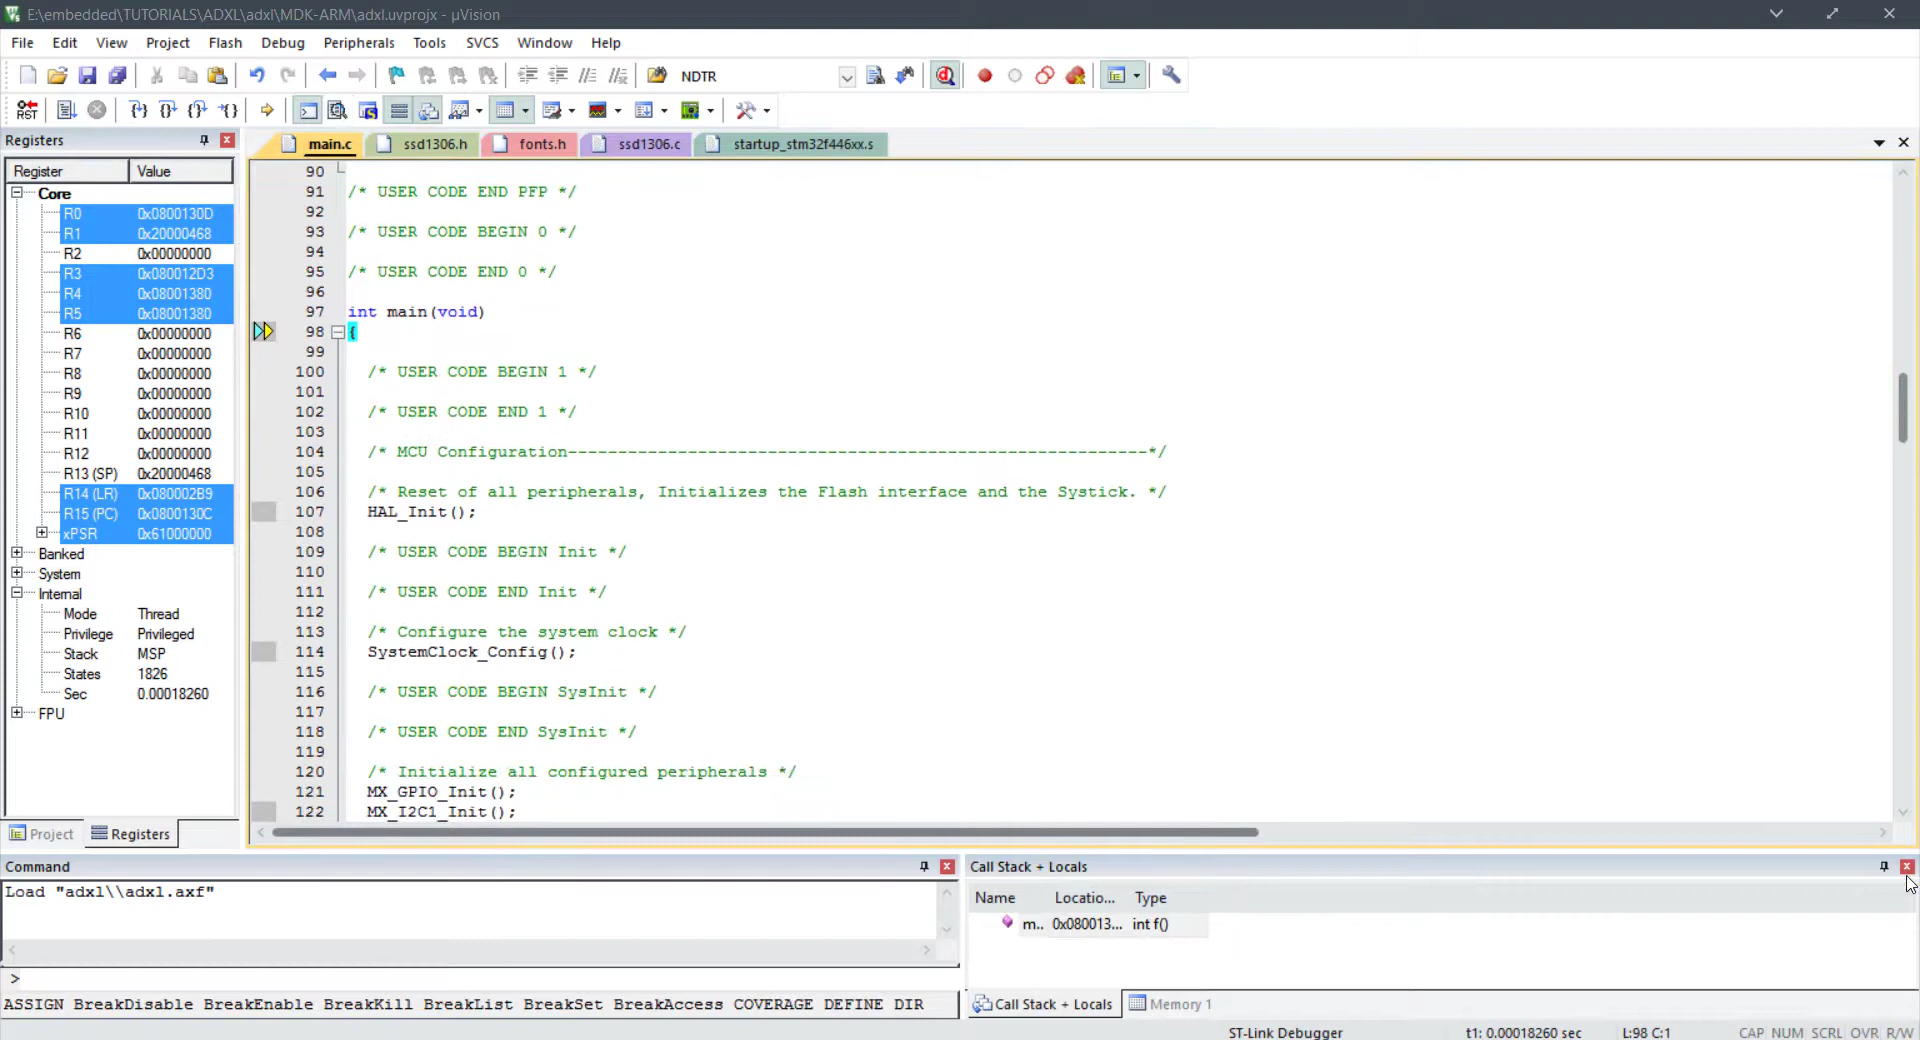 E:\embedded\TUTORIALS\ADXL\adxl\MDK-ARM\adxl.uvprojx - µVision
File Edit View Project Flash Debug Peripherals Tools SVCS Window Help
NDTR
RST
Registers
main.c ssd1306.h fonts.h ssd1306.c startup_stm32f446xx.s
Register Value
Core
R0 0x0800130D
R1 0x20000468
R2 0x00000000
R3 0x080012D3
R4 0x08001380
R5 0x08001380
R6 0x00000000
R7 0x00000000
R8 0x00000000
R9 0x00000000
R10 0x00000000
R11 0x00000000
R12 0x00000000
R13 (SP) 0x20000468
R14 (LR) 0x080002B9
R15 (PC) 0x0800130C
xPSR 0x61000000
Banked
System
Internal
Mode Thread
Privilege Privileged
Stack MSP
States 1826
Sec 0.00018260
FPU
Project Registers
90
91 /* USER CODE END PFP */
92
93 /* USER CODE BEGIN 0 */
94
95 /* USER CODE END 0 */
96
97 int main(void)
98 {
99
100 /* USER CODE BEGIN 1 */
101
102 /* USER CODE END 1 */
103
104 /* MCU Configuration----------------------------------------------------------*/
105
106 /* Reset of all peripherals, Initializes the Flash interface and the Systick. */
107 HAL_Init();
108
109 /* USER CODE BEGIN Init */
110
111 /* USER CODE END Init */
112
113 /* Configure the system clock */
114 SystemClock_Config();
115
116 /* USER CODE BEGIN SysInit */
117
118 /* USER CODE END SysInit */
119
120 /* Initialize all configured peripherals */
121 MX_GPIO_Init();
122 MX_I2C1_Init();
Command
Load "adxl\\adxl.axf"
>
ASSIGN BreakDisable BreakEnable BreakKill BreakList BreakSet BreakAccess COVERAGE DEFINE DIR
Call Stack + Locals
Name Locatio... Type
m.. 0x080013... int f()
Call Stack + Locals Memory 1
ST-Link Debugger t1: 0.00018260 sec L:98 C:1 CAP NUM SCRL OVR R/W